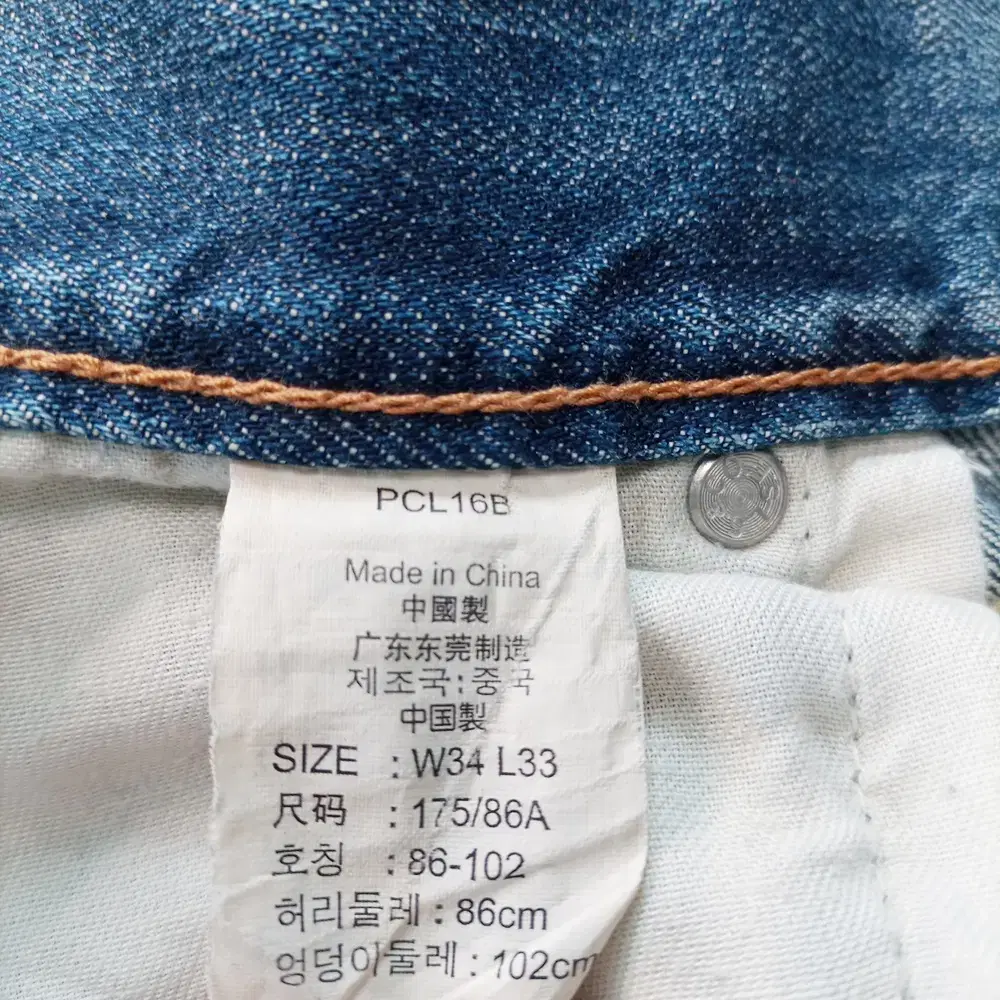 PCL16B
Made in China
中國製
广东东莞制造
제조국:중국
中国製
SIZE : W34 L33
尺码 : 175/86A
호칭 : 86-102
허리둘레 : 86cm
엉덩이둘레 : 102cm